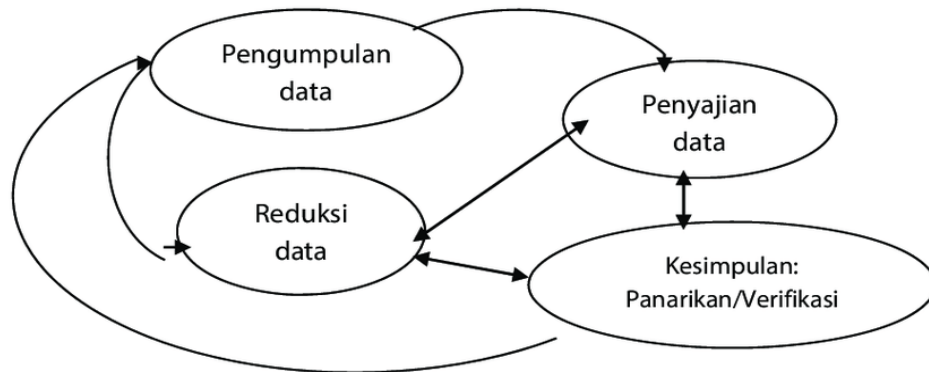 Pengumpulan
data
Penyajian
data
Reduksi
data
Kesimpulan:
Panarikan/Verifikasi